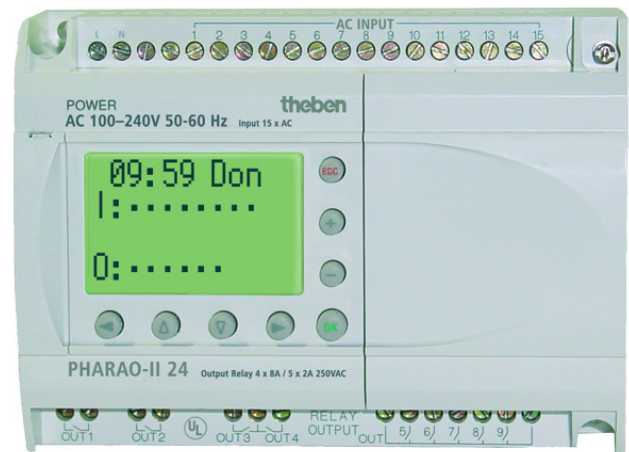 AC INPUT
L N 1 2 3 4 5 6 7 8 9 10 11 12 13 14 15
POWER
theben
AC 100–240V 50-60 Hz Input 15 x AC
09:59 Don
I:········
O:······
ESC
+
−
OK
PHARAO-II 24 Output Relay 4 x 8A / 5 x 2A 250VAC
OUT1 OUT2 UL OUT3 OUT4 RELAY OUTPUT OUT 5 6 7 8 9